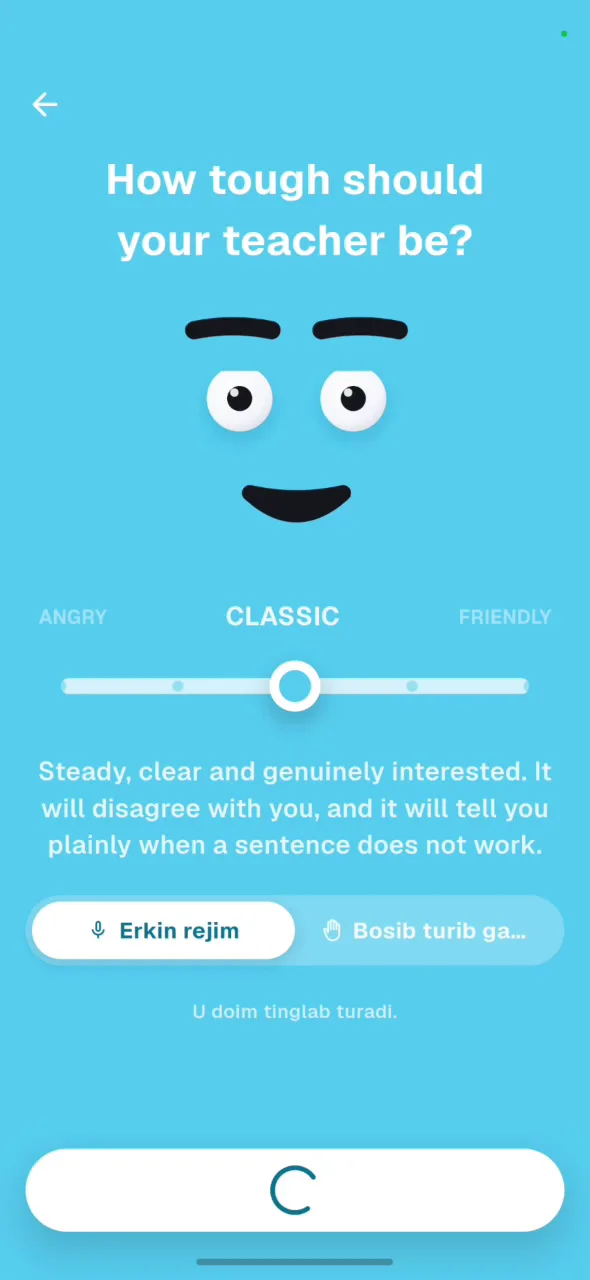 How tough should
your teacher be?
ANGRY
CLASSIC
FRIENDLY
Steady, clear and genuinely interested. It
will disagree with you, and it will tell you
plainly when a sentence does not work.
Erkin rejim
Bosib turib ga...
U doim tinglab turadi.